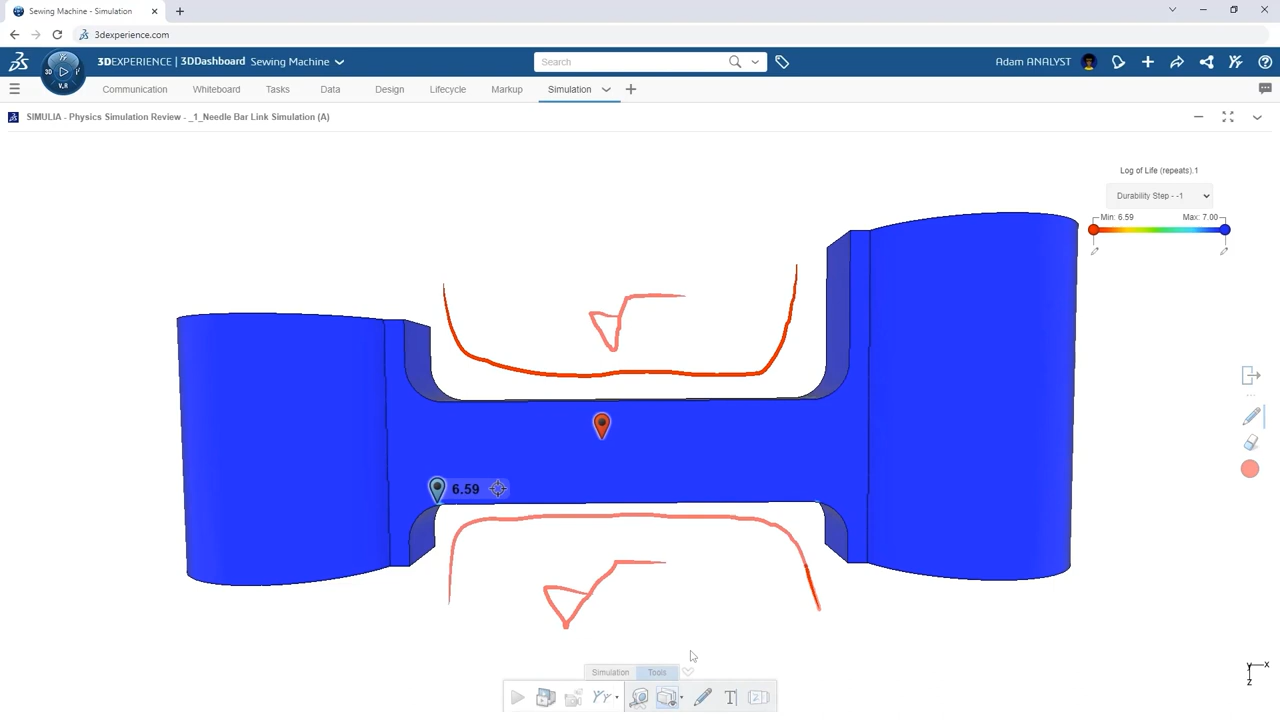 Sewing Machine - Simulation
3dexperience.com
3DEXPERIENCE | 3DDashboard Sewing Machine
Search
Adam ANALYST
3D
V.R
Communication Whiteboard Tasks Data Design Lifecycle Markup Simulation
SIMULIA - Physics Simulation Review - _1_Needle Bar Link Simulation (A)
Log of Life (repeats).1
Durability Step - -1
Min: 6.59 Max: 7.00
6.59
Y X
Z
Simulation Tools